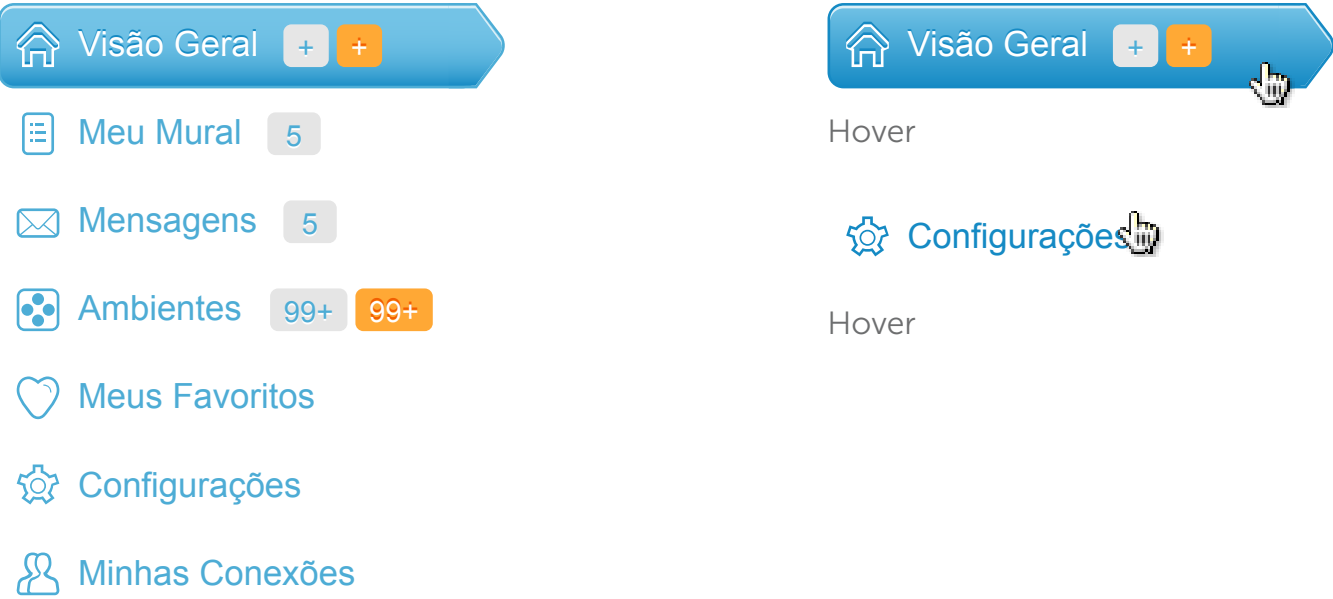 Visão Geral + +
Meu Mural 5
Mensagens 5
Ambientes 99+ 99+
Meus Favoritos
Configurações
Minhas Conexões
Visão Geral + +
Hover
Configurações
Hover